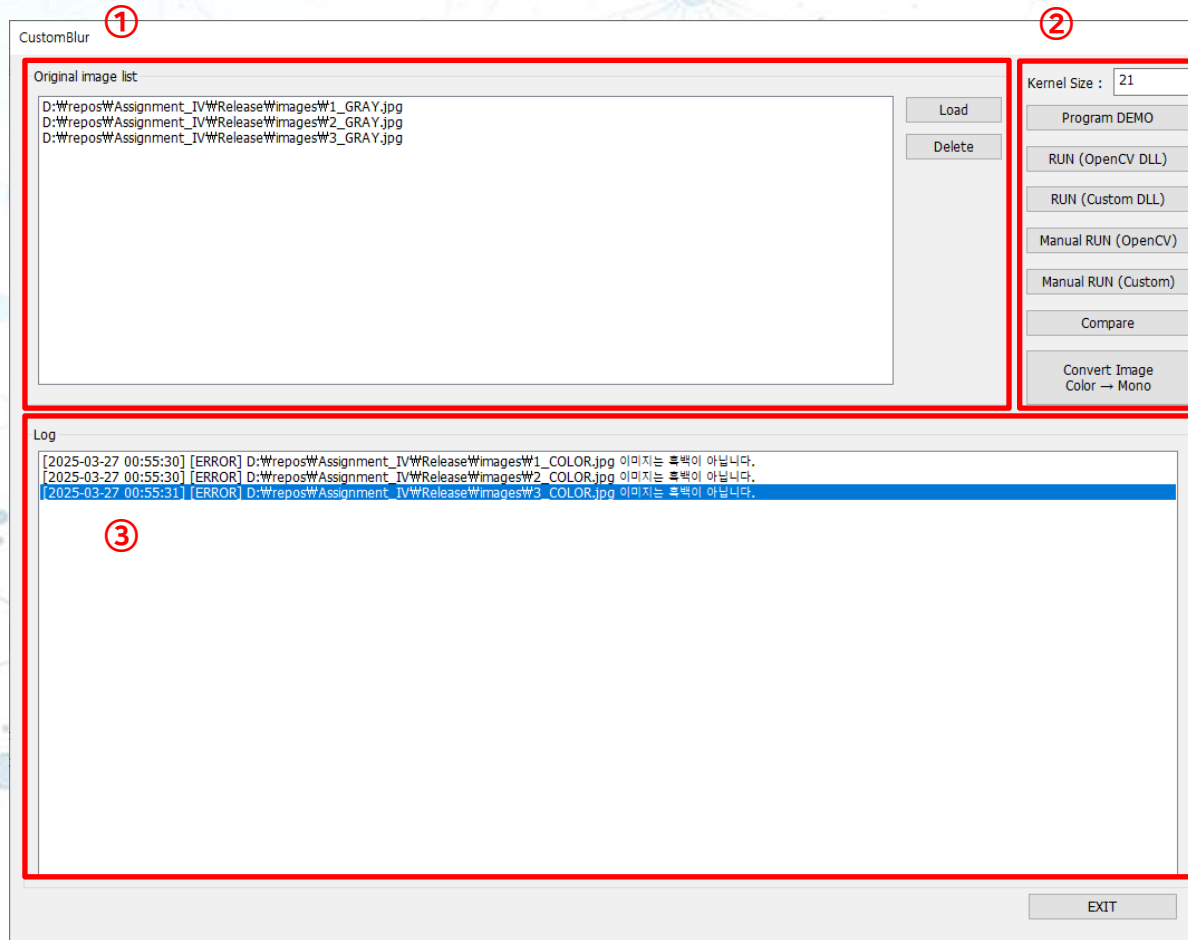 ①
②
CustomBlur
Original image list
D:₩repos₩Assignment_IV₩Release₩images₩1_GRAY.jpg
D:₩repos₩Assignment_IV₩Release₩images₩2_GRAY.jpg
D:₩repos₩Assignment_IV₩Release₩images₩3_GRAY.jpg
Load
Delete
Kernel Size : 21
Program DEMO
RUN (OpenCV DLL)
RUN (Custom DLL)
Manual RUN (OpenCV)
Manual RUN (Custom)
Compare
Convert Image
Color → Mono
Log
[2025-03-27 00:55:30] [ERROR] D:₩repos₩Assignment_IV₩Release₩images₩1_COLOR.jpg 이미지는 흑백이 아닙니다.
[2025-03-27 00:55:30] [ERROR] D:₩repos₩Assignment_IV₩Release₩images₩2_COLOR.jpg 이미지는 흑백이 아닙니다.
[2025-03-27 00:55:31] [ERROR] D:₩repos₩Assignment_IV₩Release₩images₩3_COLOR.jpg 이미지는 흑백이 아닙니다.
③
EXIT